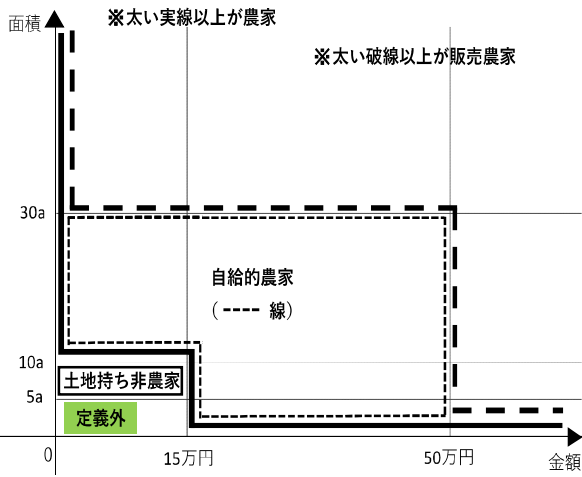 面積
※太い実線以上が農家
※太い破線以上が販売農家
30a
自給的農家
(----- 線)
10a
土地持ち非農家
5a
定義外
0
15万円
50万円
金額